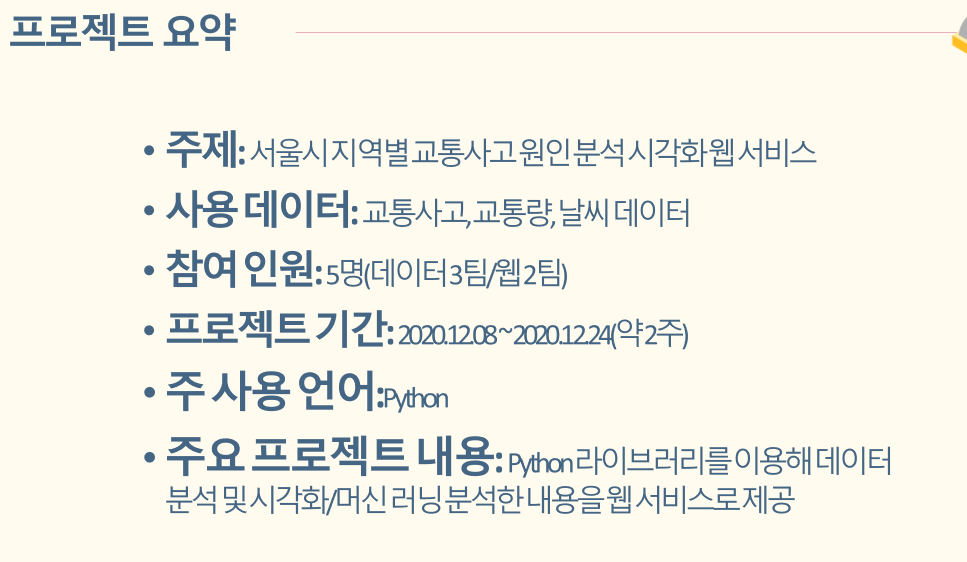 프로젝트 요약
• 주제: 서울시 지역별 교통사고 원인 분석 시각화 웹 서비스
• 사용 데이터: 교통사고, 교통량, 날씨 데이터
• 참여 인원: 5명(데이터 3팀/웹 2팀)
• 프로젝트 기간: 2020.12.08~2020.12.24(약 2주)
• 주 사용 언어:Python
• 주요 프로젝트 내용: Python 라이브러리를 이용해 데이터
분석 및 시각화/머신 러닝 분석한 내용을 웹 서비스로 제공